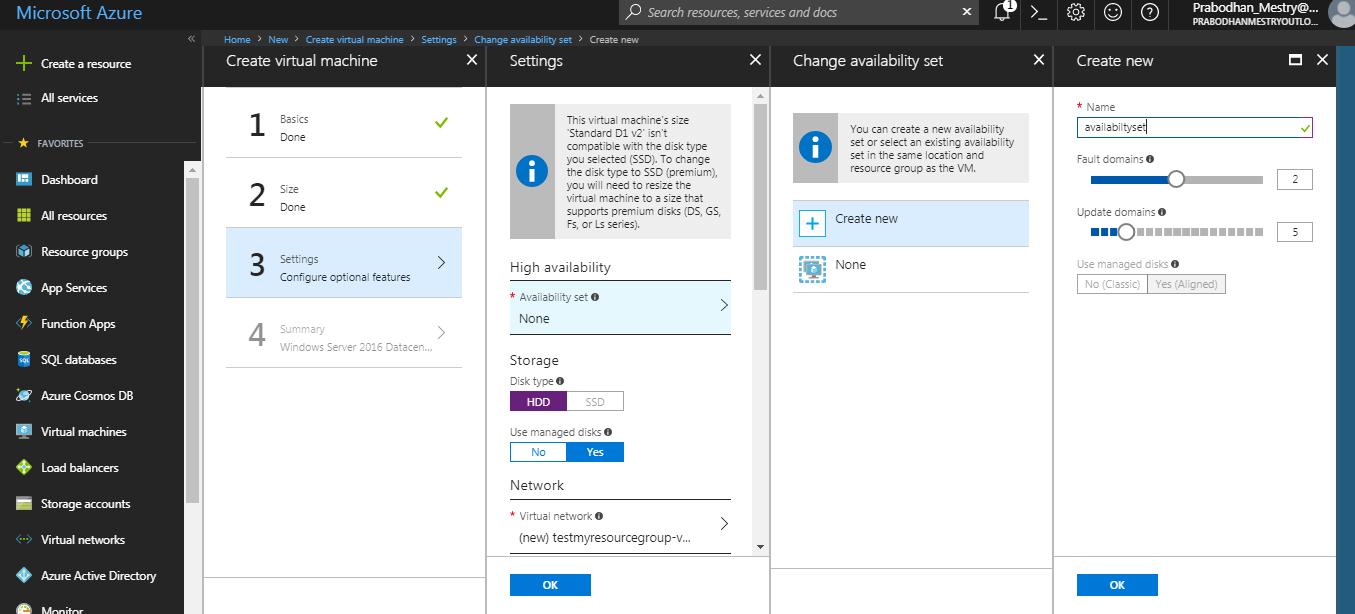 Microsoft Azure
Search resources, services and docs
1
Prabodhan_Mestry@...
PRABODHANMESTRYOUTLO...
Create a resource
All services
FAVORITES
Dashboard
All resources
Resource groups
App Services
Function Apps
SQL databases
Azure Cosmos DB
Virtual machines
Load balancers
Storage accounts
Virtual networks
Azure Active Directory
Monitor
Home > New > Create virtual machine > Settings > Change availability set > Create new
Create virtual machine
1
Basics
Done
2
Size
Done
3
Settings
Configure optional features
4
Summary
Windows Server 2016 Datacen...
Settings
This virtual machine's size
'Standard D1 v2' isn't
compatible with the disk type
you selected (SSD). To change
the disk type to SSD (premium),
you will need to resize the
virtual machine to a size that
supports premium disks (DS, GS,
Fs, or Ls series).
High availability
* Availability set
None
Storage
Disk type
HDD SSD
Use managed disks
No Yes
Network
* Virtual network
(new) testmyresourcegroup-v...
OK
Change availability set
You can create a new availability
set or select an existing availability
set in the same location and
resource group as the VM.
Create new
None
Create new
* Name
availabiltyset
Fault domains
2
Update domains
5
Use managed disks
No (Classic) Yes (Aligned)
OK